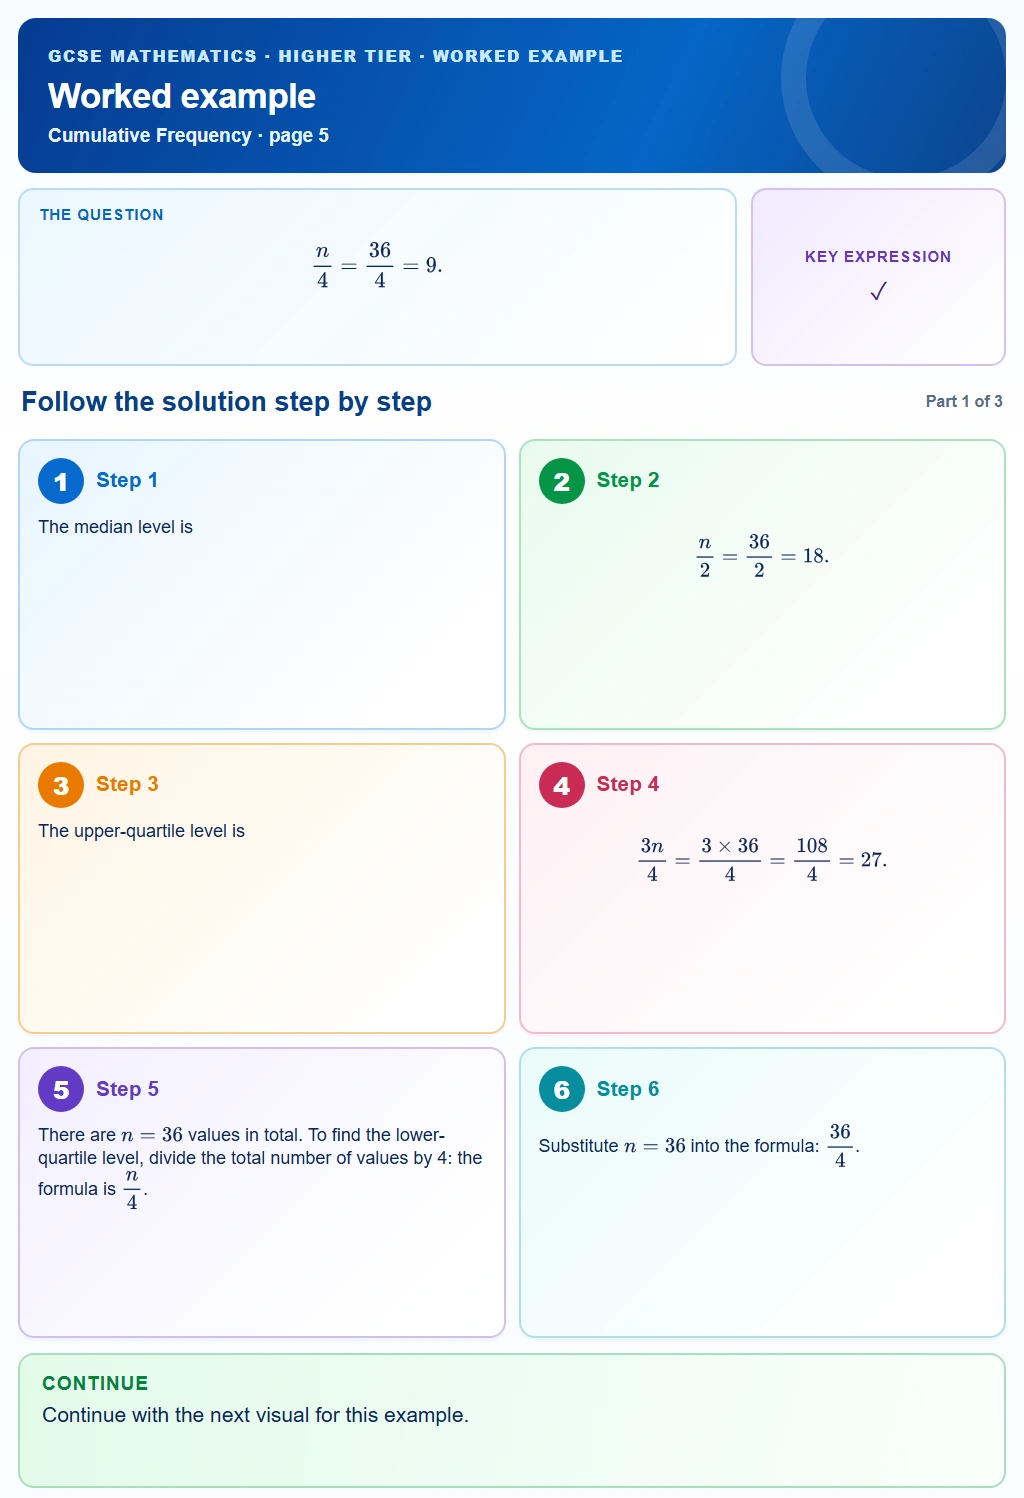 GCSE MATHEMATICS · HIGHER TIER · WORKED EXAMPLE
Worked example
Cumulative Frequency · page 5
THE QUESTION
n/4 = 36/4 = 9.
KEY EXPRESSION
✓
Follow the solution step by step
Part 1 of 3
1 Step 1
The median level is
2 Step 2
n/2 = 36/2 = 18.
3 Step 3
The upper-quartile level is
4 Step 4
3n/4 = (3 × 36)/4 = 108/4 = 27.
5 Step 5
There are n = 36 values in total. To find the lower-
quartile level, divide the total number of values by 4: the
formula is n/4.
6 Step 6
Substitute n = 36 into the formula: 36/4.
CONTINUE
Continue with the next visual for this example.